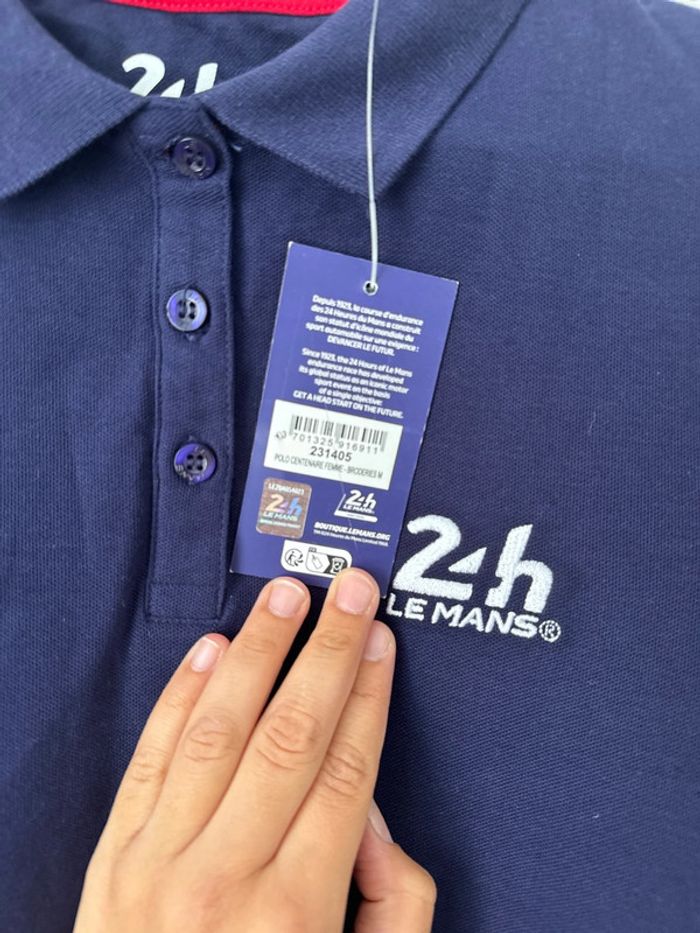 24h
Depuis 1923, la course d'endurance
des 24 Heures du Mans a construit
son statut d'icône mondiale du
sport automobile sur une exigence :
DEVANCER LE FUTUR.
Since 1923, the 24 Hours of Le Mans
endurance race has developed
its global status as an iconic motor
sport event on the basis
of a single objective:
GET A HEAD START ON THE FUTURE.
701325 916911
231405
POLO CENTENAIRE FEMME - BRODERIES M
24h
LE MANS
24h
LE MANS
BOUTIQUE.LEMANS.ORG
24h
LE MANS®